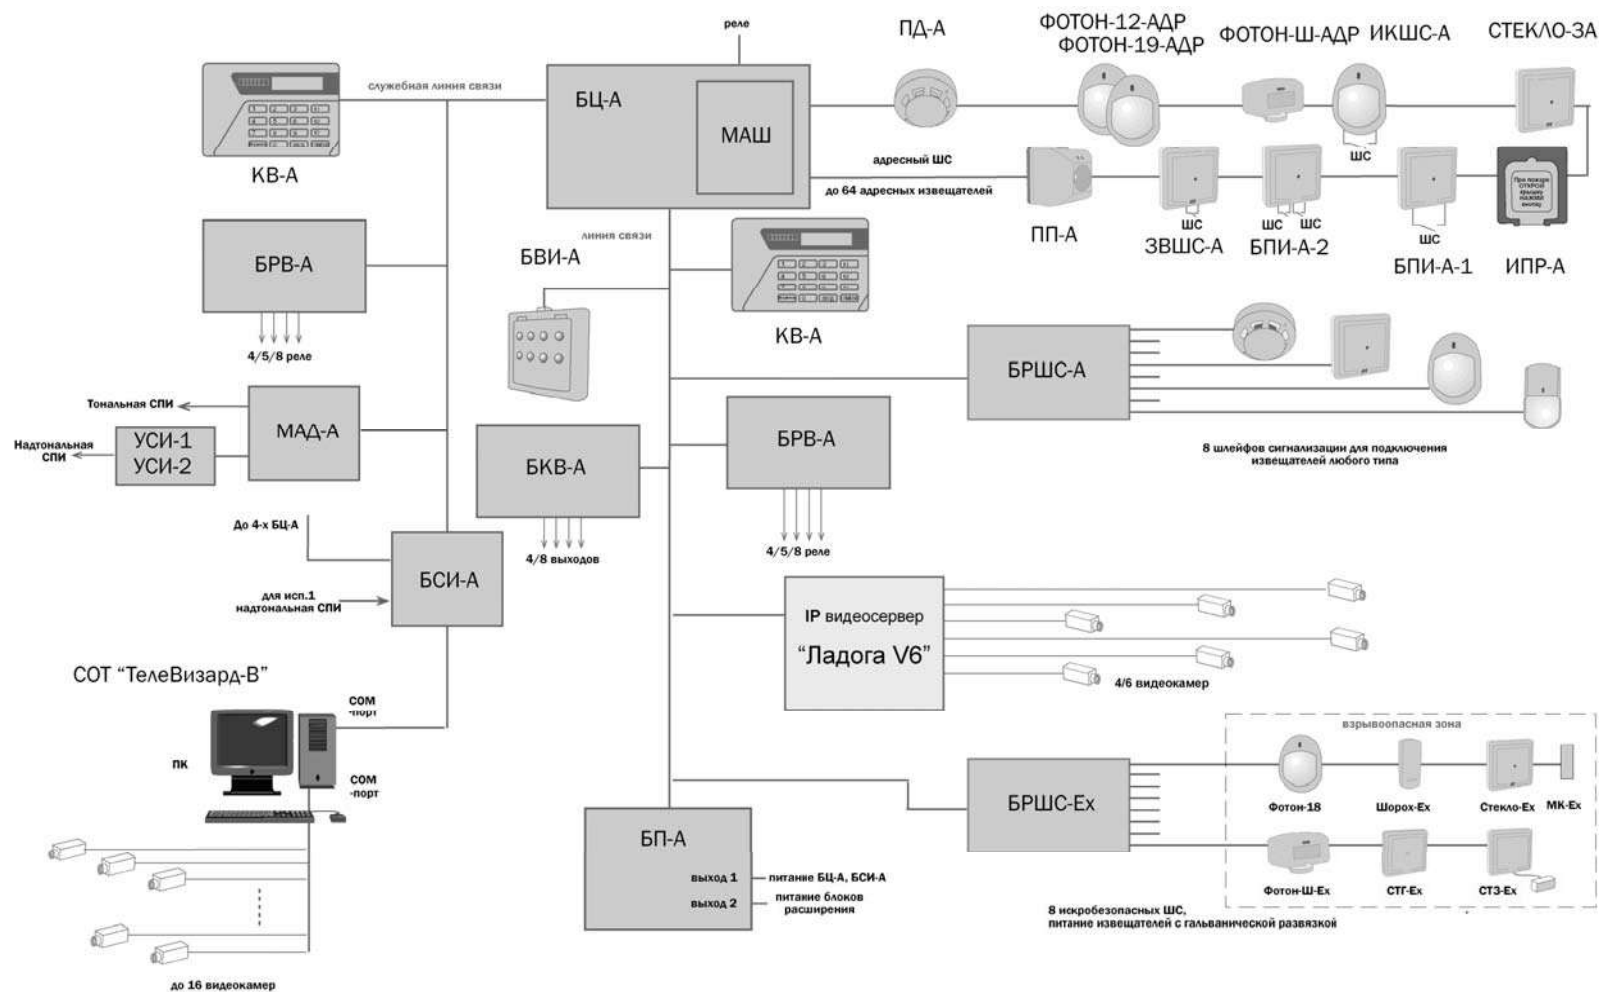 реле
ПД-А
ФОТОН-12-АДР
ФОТОН-19-АДР
ФОТОН-Ш-АДР
ИКШС-А
СТЕКЛО-3А
служебная линия связи
БЦ-А
МАШ
КВ-А
адресный ШС
до 64 адресных извещателей
ШС
При пожаре
ОТКРОЙ
крышку
НАЖМИ
кнопку
ПП-А
ШС
ЗВШС-А
ШС
ШС
БПИ-А-2
ШС
БПИ-А-1
ИПР-А
БРВ-А
4/5/8 реле
линия связи
БВИ-А
КВ-А
БРШС-А
8 шлейфов сигнализации для подключения
извещателей любого типа
Тональная СПИ
МАД-А
Надтональная
СПИ
УСИ-1
УСИ-2
БКВ-А
4/8 выходов
БРВ-А
4/5/8 реле
До 4-х БЦ-А
БСИ-А
для исп.1
надтональная СПИ
IP видеосервер
“Ладога V6”
4/6 видеокамер
СОТ “ТелеВизард-В”
COM
-порт
ПК
COM
-порт
до 16 видеокамер
БП-А
выход 1
питание БЦ-А, БСИ-А
выход 2
питание блоков
расширения
БРШС-Ex
взрывоопасная зона
Фотон-18
Шорох-Ex
Стекло-Ex
МК-Ex
Фотон-Ш-Ex
СТГ-Ex
СТЗ-Ex
8 искробезопасных ШС,
питание извещателей с гальванической развязкой